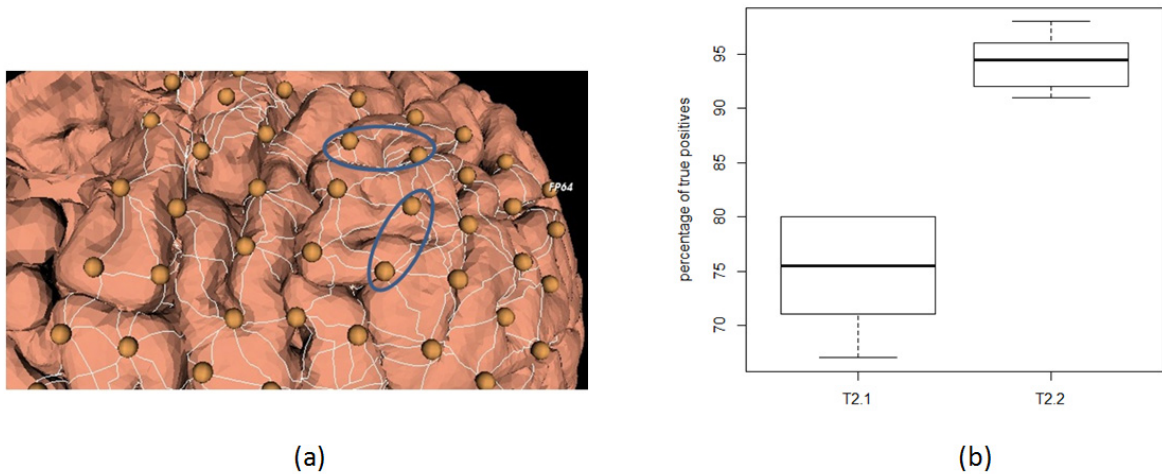 FP64
percentage of true positives
95
90
85
80
75
70
T2.1
T2.2
(a)
(b)